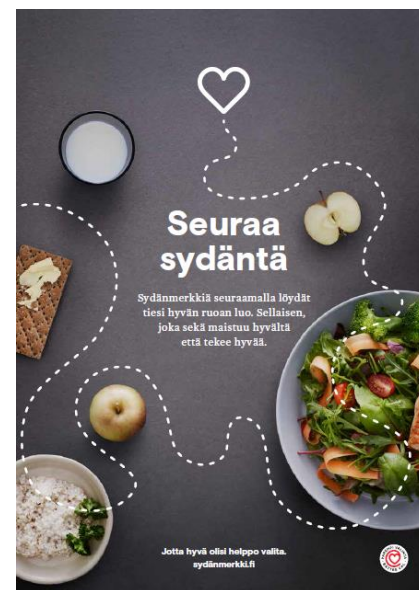 Seuraa
sydäntä
Sydänmerkkiä seuraamalla löydät
tiesi hyvän ruoan luo. Sellaisen,
joka sekä maistuu hyvältä
että tekee hyvää.
Jotta hyvä olisi helppo valita.
sydänmerkki.fi